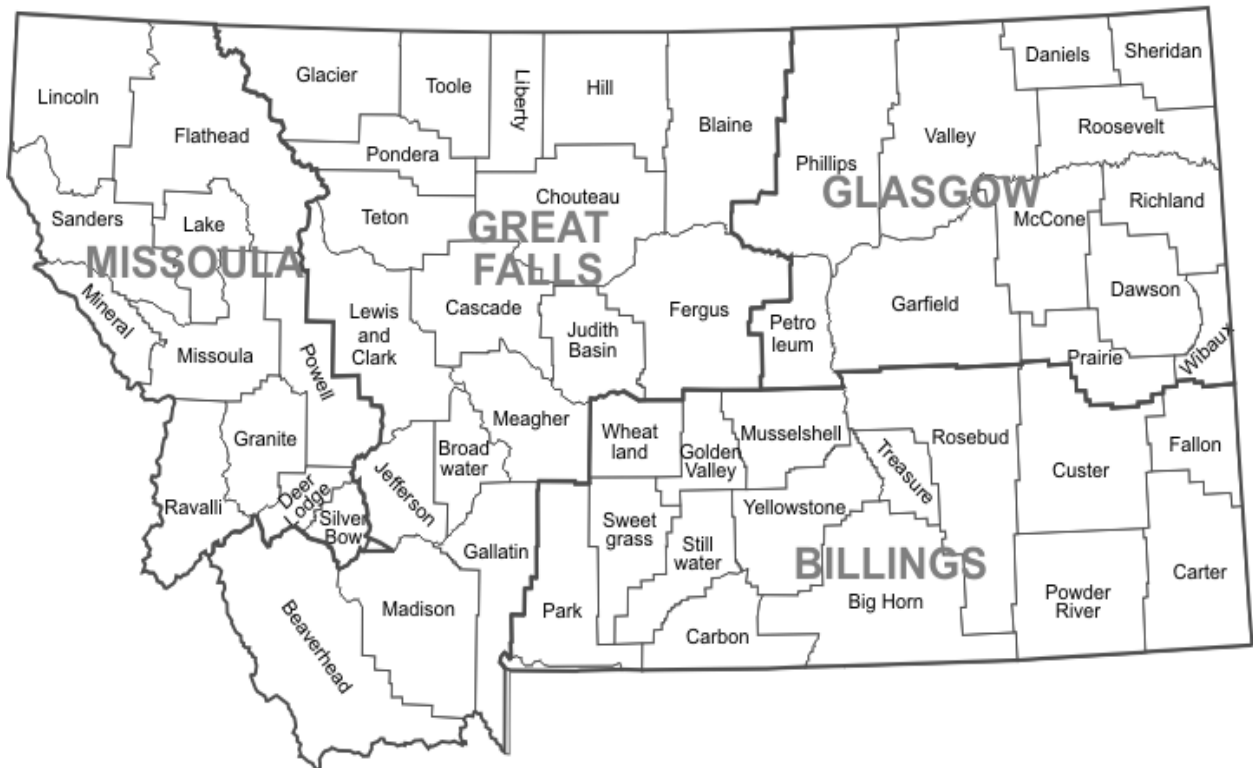 Daniels
Sheridan
Glacier
Toole
Liberty
Hill
Lincoln
Flathead
Blaine
Valley
Roosevelt
Pondera
Phillips
GLASGOW
Chouteau
Teton
Sanders
Lake
McCone
Richland
GREAT
FALLS
MISSOULA
Mineral
Cascade
Fergus
Garfield
Dawson
Lewis
and
Clark
Judith
Basin
Petro
leum
Missoula
Powell
Prairie
Wibaux
Meagher
Granite
Broad
water
Wheat
land
Golden
Valley
Musselshell
Rosebud
Treasure
Custer
Fallon
Jefferson
Deer
Lodge
Ravalli
Silver
Bow
Yellowstone
Sweet
grass
Still
water
Gallatin
BILLINGS
Carter
Madison
Park
Big Horn
Powder
River
Carbon
Beaverhead